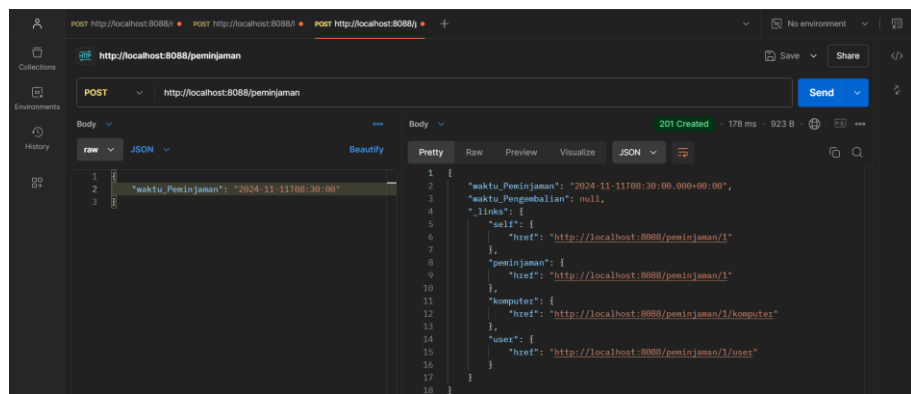 POST http://localhost:8088/r POST http://localhost:8088/l POST http://localhost:8088/p + No environment
Collections
Environments
History
HTTP http://localhost:8088/peminjaman Save Share
POST http://localhost:8088/peminjaman Send
Body
raw JSON Beautify
1 {
2 "waktu_Peminjaman": "2024-11-11T08:30:00"
3 }
Body 201 Created 178 ms 923 B
Pretty Raw Preview Visualize JSON
1 {
2 "waktu_Peminjaman": "2024-11-11T08:30:00.000+00:00",
3 "waktu_Pengembalian": null,
4 "_links": {
5 "self": {
6 "href": "http://localhost:8088/peminjaman/1"
7 },
8 "peminjaman": {
9 "href": "http://localhost:8088/peminjaman/1"
10 },
11 "komputer": {
12 "href": "http://localhost:8088/peminjaman/1/komputer"
13 },
14 "user": {
15 "href": "http://localhost:8088/peminjaman/1/user"
16 }
17 }
18 }